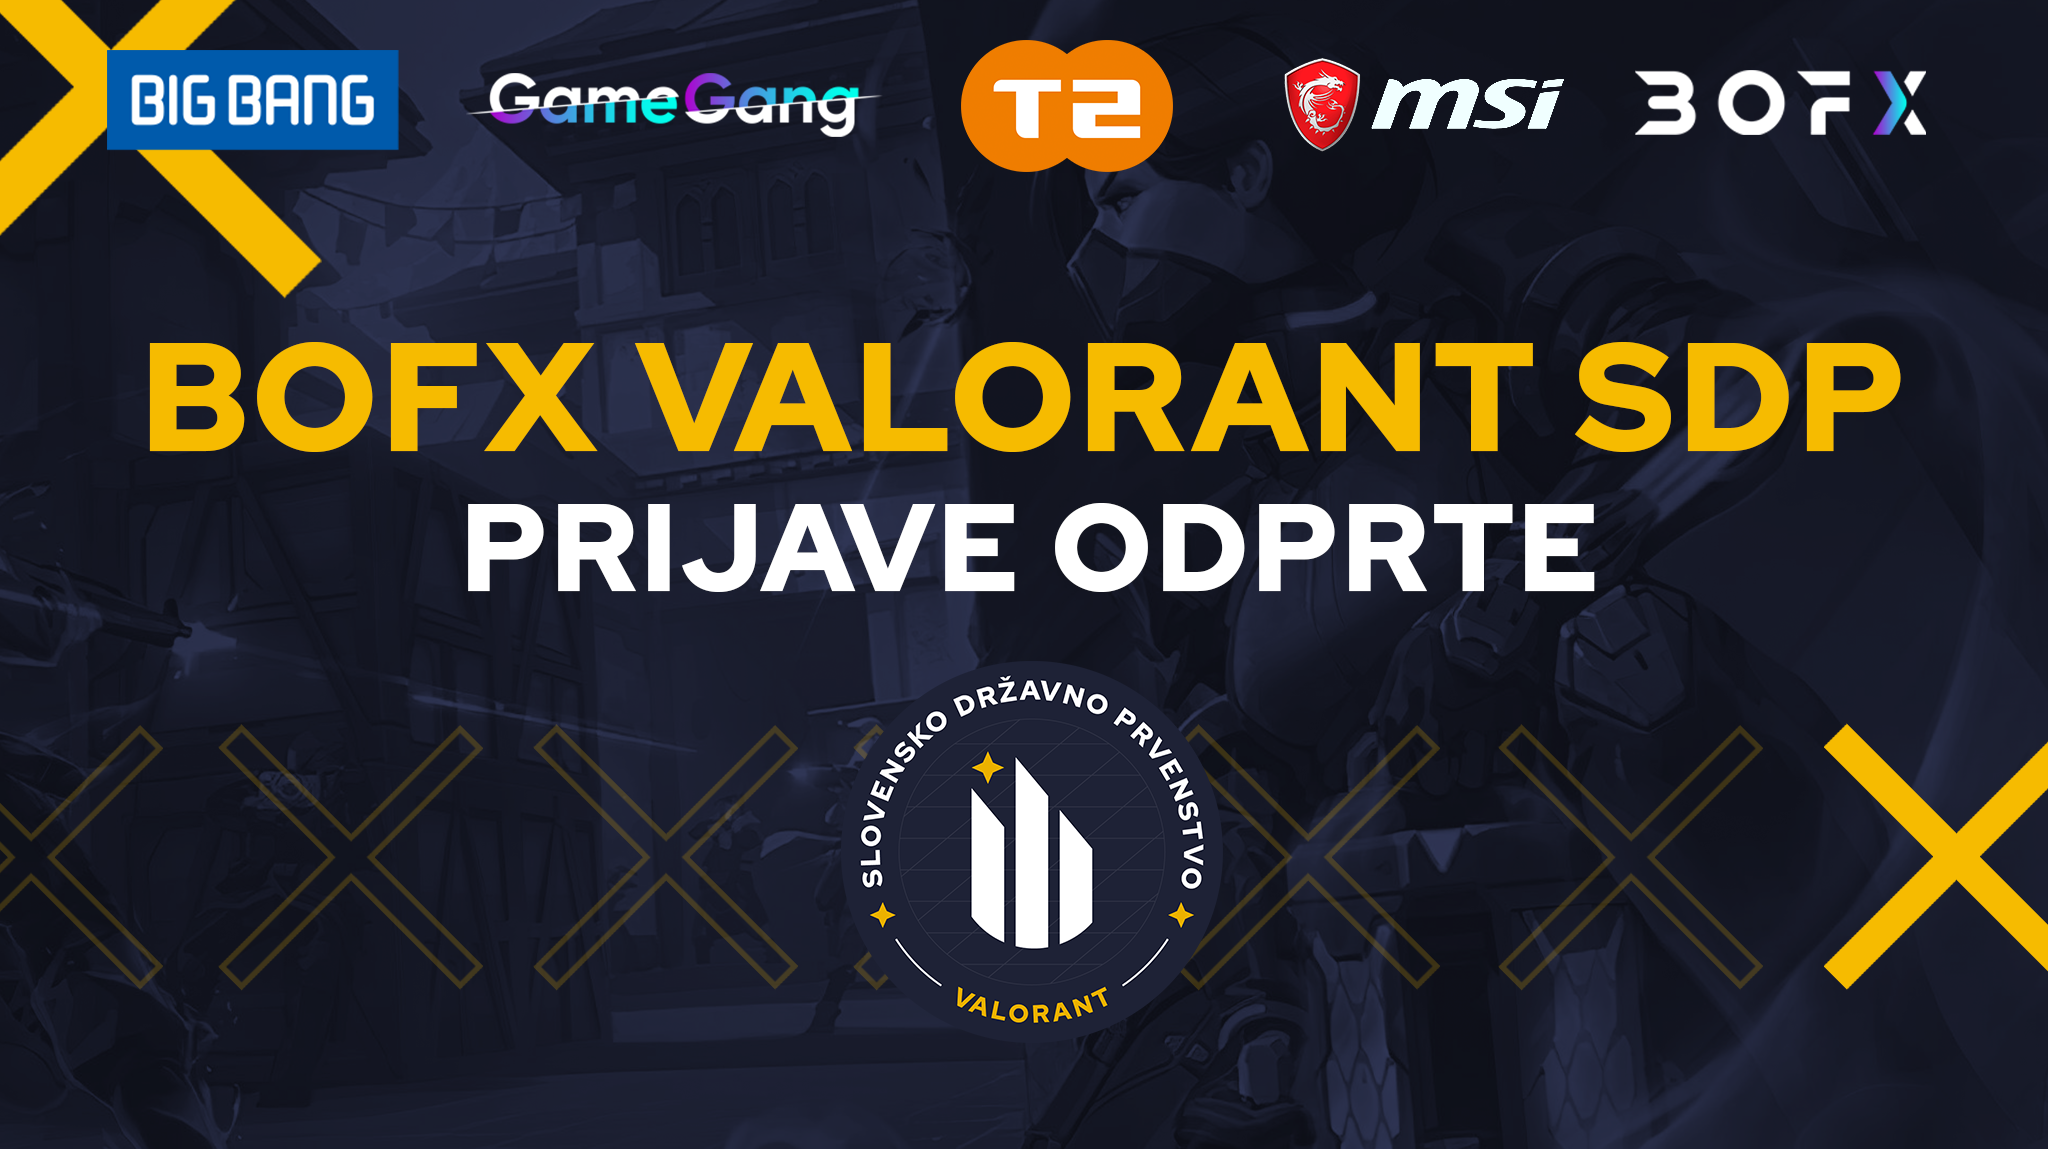 BIG BANG
GameGang
T2
msi
BOFX
BOFX VALORANT SDP
PRIJAVE ODPRTE
SLOVENSKO DRŽAVNO PRVENSTVO
VALORANT